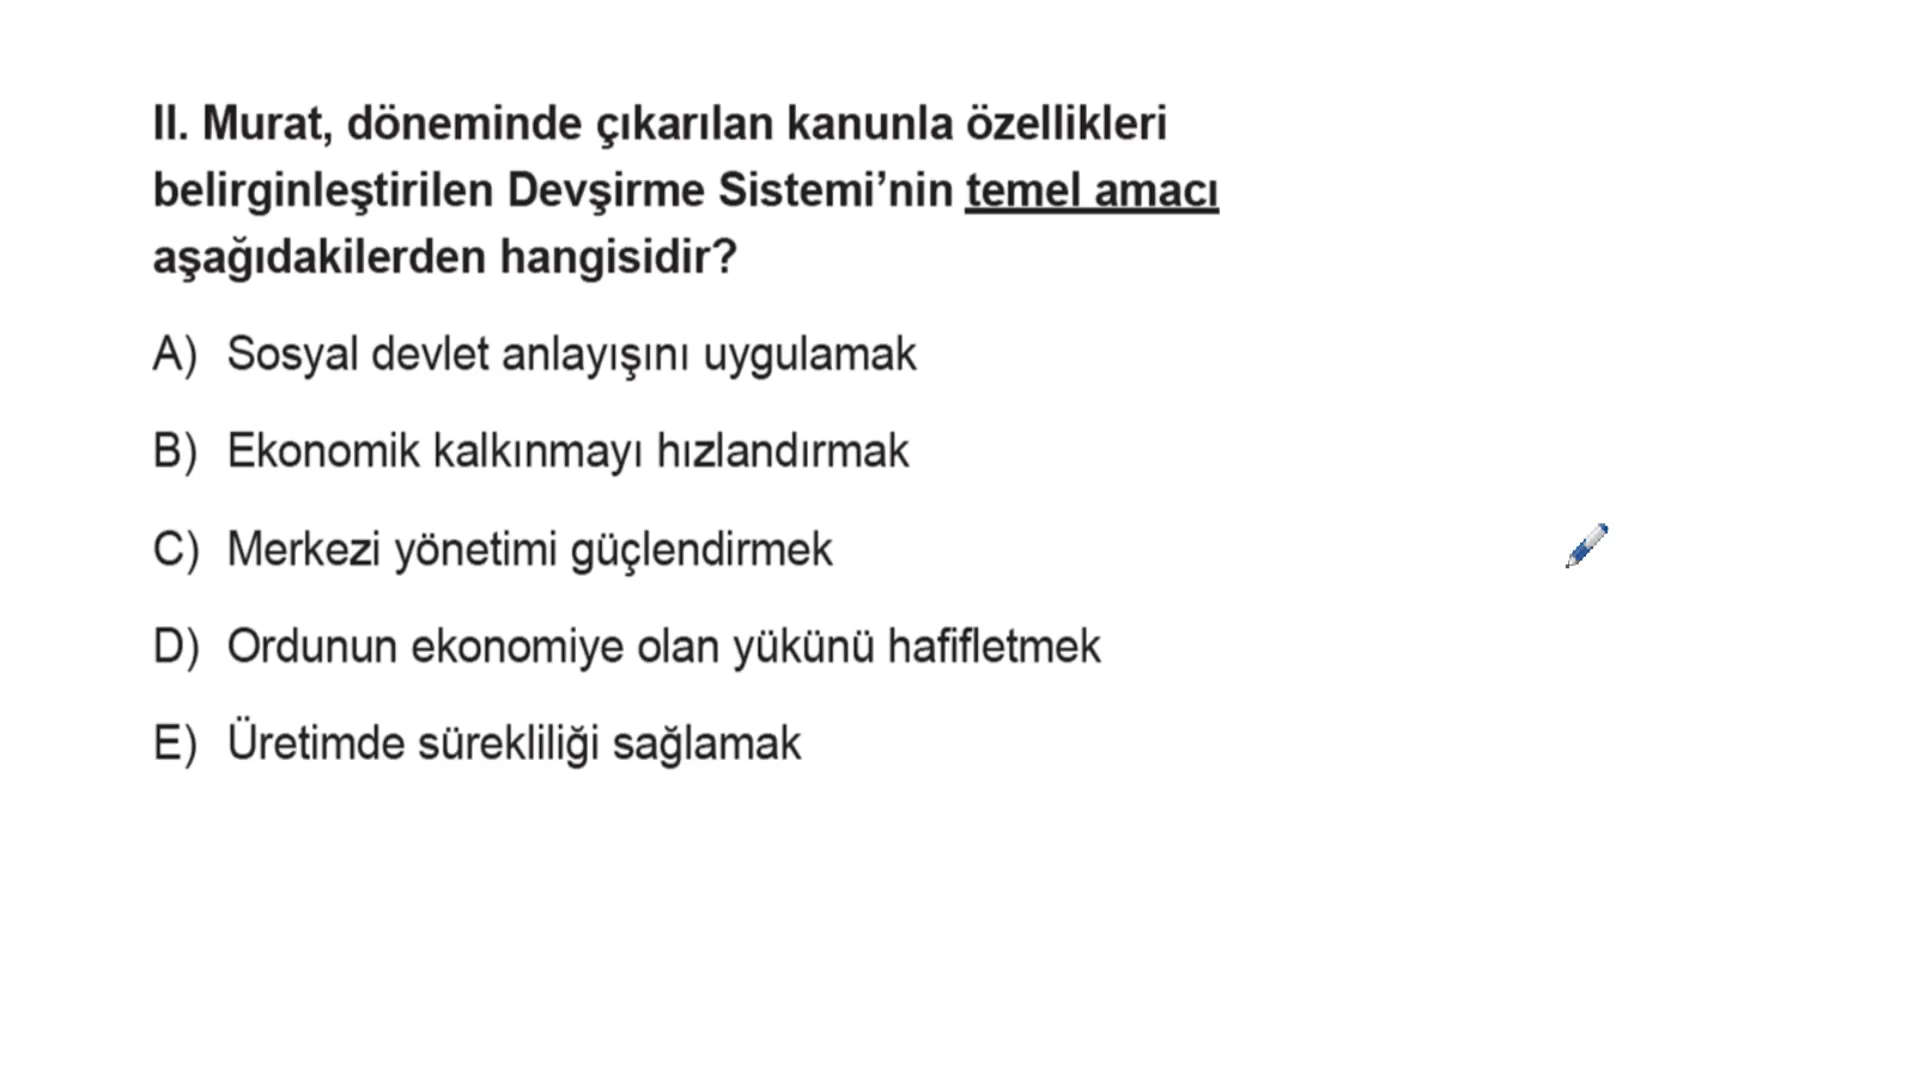 II. Murat, döneminde çıkarılan kanunla özellikleri
belirginleştirilen Devşirme Sistemi’nin temel amacı
aşağıdakilerden hangisidir?
A) Sosyal devlet anlayışını uygulamak
B) Ekonomik kalkınmayı hızlandırmak
C) Merkezi yönetimi güçlendirmek
D) Ordunun ekonomiye olan yükünü hafifletmek
E) Üretimde sürekliliği sağlamak